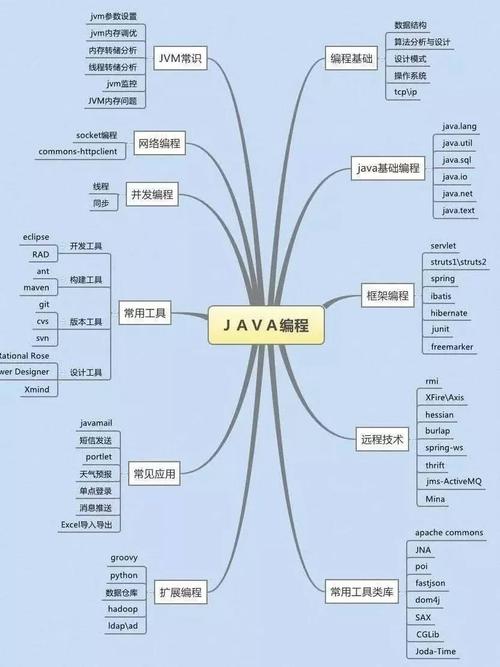 JAVA编程
编程基础
数据结构
算法分析与设计
设计模式
操作系统
tcp\ip
java基础编程
java.lang
java.util
java.sql
java.io
java.net
java.text
框架编程
servlet
struts1\struts2
spring
ibatis
hibernate
junit
freemarker
远程技术
rmi
XFire\Axis
hessian
burlap
spring-ws
thrift
jms-ActiveMQ
Mina
常用工具类库
apache commons
JNA
poi
fastjson
dom4j
SAX
CGLib
Joda-Time
JVM常识
jvm参数设置
jvm内存调优
内存转储分析
线程转储分析
jvm监控
JVM内存问题
网络编程
socket编程
commons-httpclient
并发编程
线程
同步
常用工具
开发工具
eclipse
RAD
构建工具
ant
maven
版本工具
git
cvs
svn
设计工具
Rational Rose
wer Designer
Xmind
常见应用
javamail
短信发送
portlet
天气预报
单点登录
消息推送
Excel导入导出
扩展编程
groovy
python
数据仓库
hadoop
ldap\ad